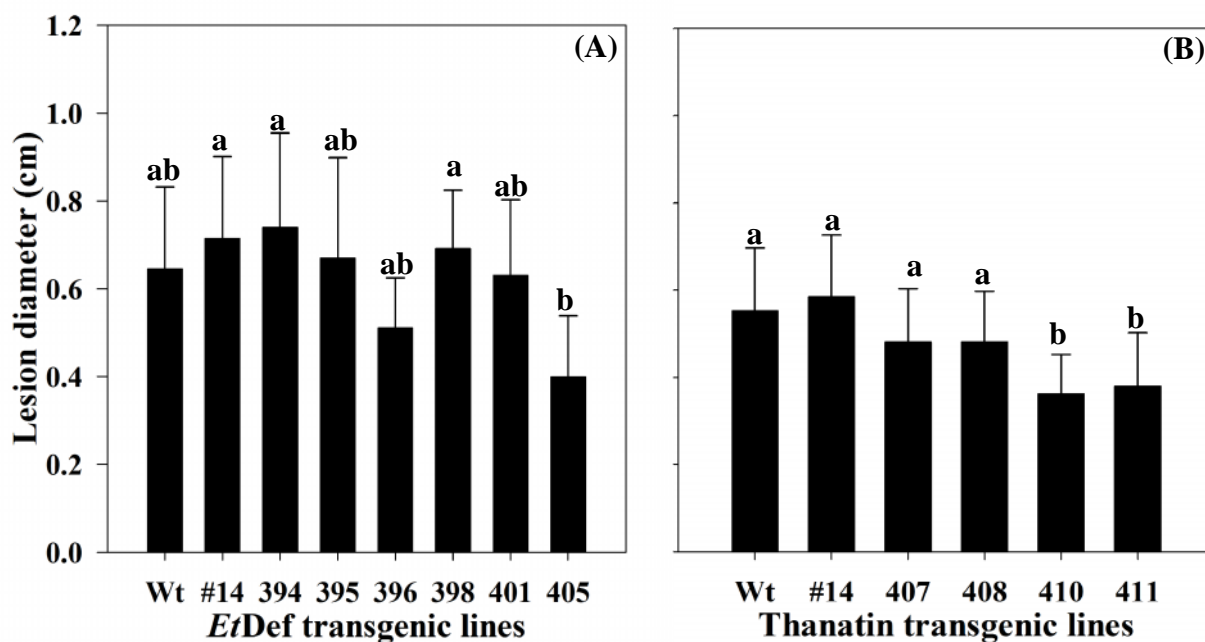 1.2
1.0
0.8
0.6
0.4
0.2
0.0
Lesion diameter (cm)
(A)
ab
a
a
ab
ab
a
ab
b
Wt #14 394 395 396 398 401 405
EtDef transgenic lines
(B)
a
a
a
a
b
b
Wt #14 407 408 410 411
Thanatin transgenic lines